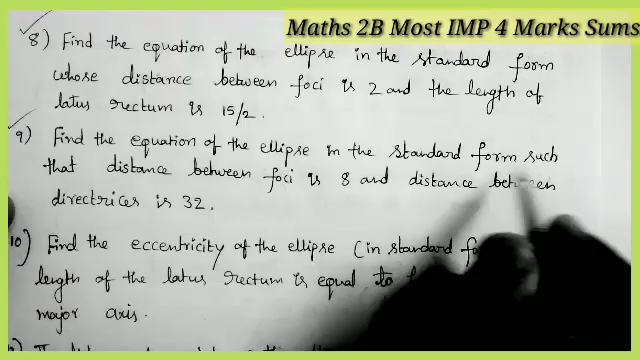 Maths 2B Most IMP 4 Marks Sums
8) Find the equation of the ellipse in the standard form
whose distance between foci is 2 and the length of
latus rectum is 15/2.
9) Find the equation of the ellipse in the standard form such
that distance between foci is 8 and distance between
directrices is 32.
10) Find the eccentricity of the ellipse (in standard
length of the latus rectum is equal to
major axis.